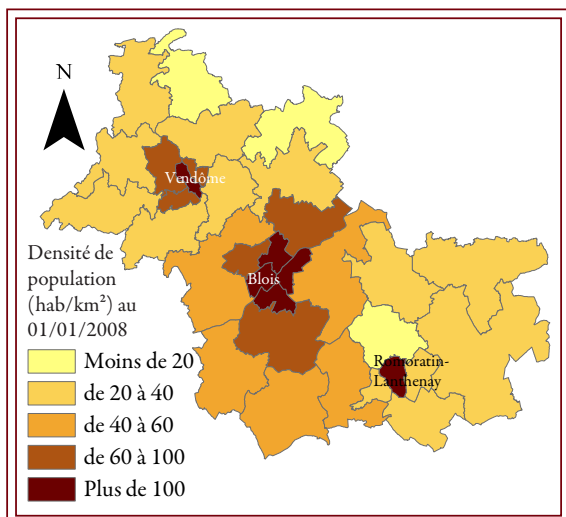 N
Vendôme
Densité de
population
(hab/km²) au
01/01/2008
Blois
Moins de 20
Romoratin-
Lanthenay
de 20 à 40
de 40 à 60
de 60 à 100
Plus de 100